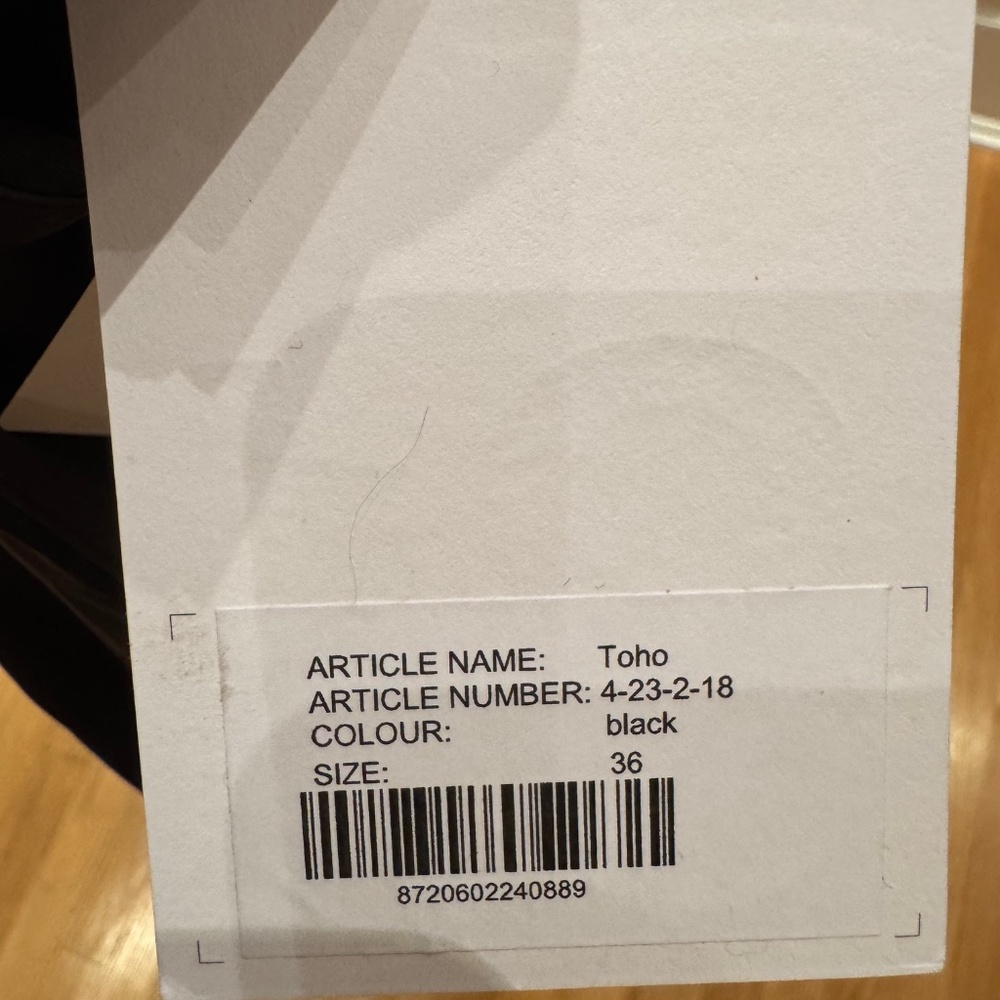 ARTICLE NAME: Toho
ARTICLE NUMBER: 4-23-2-18
COLOUR: black
SIZE: 36
8720602240889